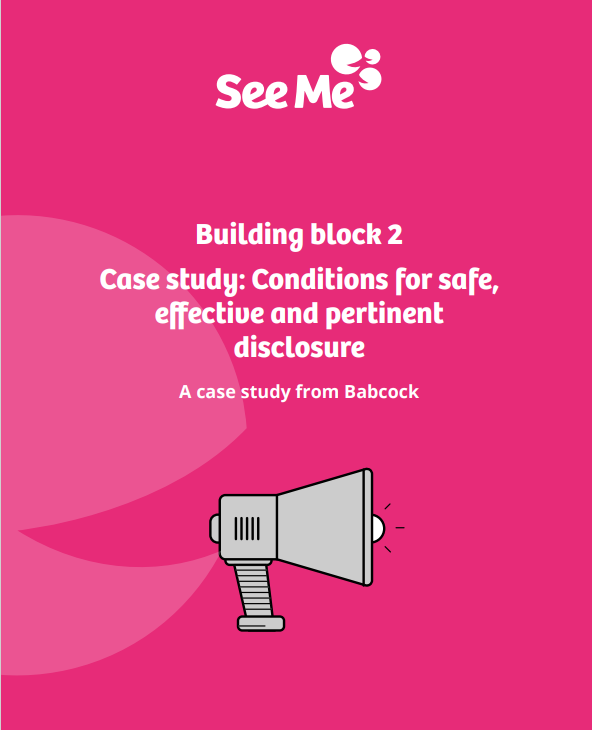 See Me
Building block 2
Case study: Conditions for safe,
effective and pertinent
disclosure
A case study from Babcock